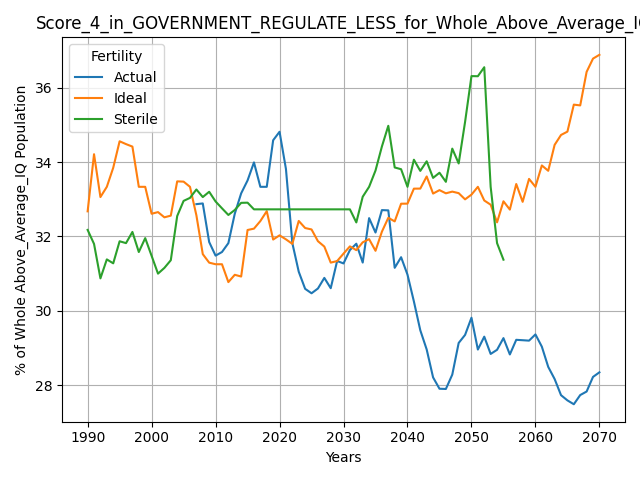 Score_4_in_GOVERNMENT_REGULATE_LESS_for_Whole_Above_Average_IQ
Fertility
Actual
Ideal
Sterile
% of Whole Above_Average_IQ Population
36
34
32
30
28
1990 2000 2010 2020 2030 2040 2050 2060 2070
Years